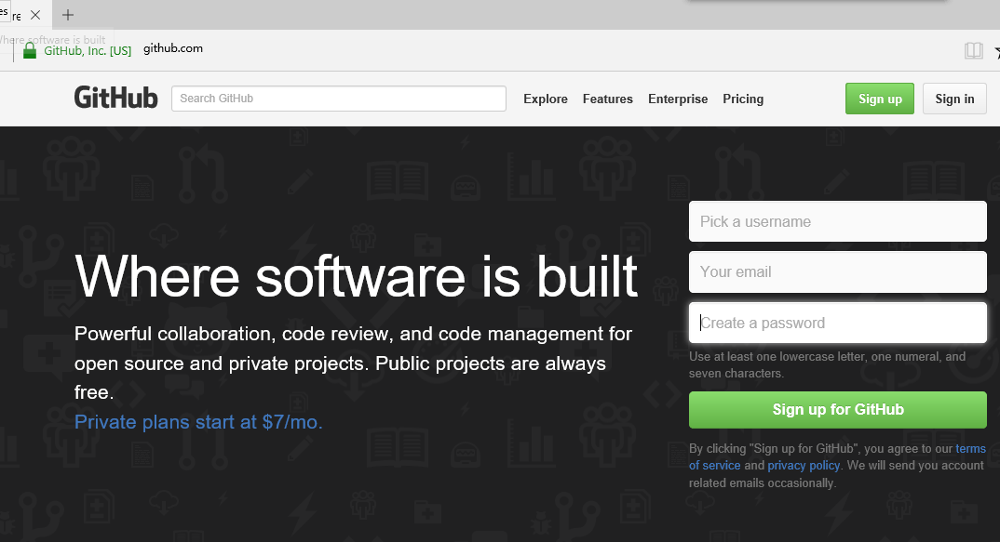 es
re
here software is built
GitHub, Inc. [US] github.com
GitHub Search GitHub Explore Features Enterprise Pricing Sign up Sign in
Where software is built
Powerful collaboration, code review, and code management for
open source and private projects. Public projects are always
free.
Private plans start at $7/mo.
Pick a username
Your email
Create a password
Use at least one lowercase letter, one numeral, and
seven characters.
Sign up for GitHub
By clicking "Sign up for GitHub", you agree to our terms
of service and privacy policy. We will send you account
related emails occasionally.